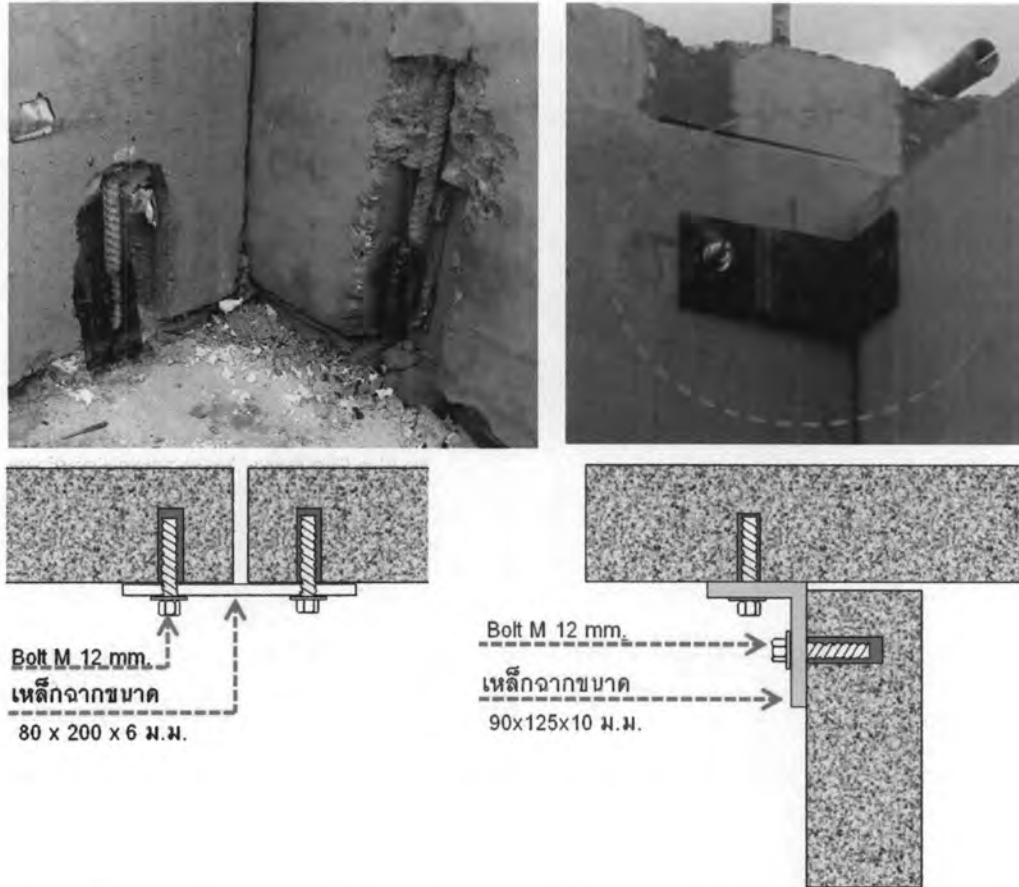 Bolt M 12 mm.
เหล็กฉากขนาด
80 x 200 x 6 ม.ม.
Bolt M 12 mm.
เหล็กฉากขนาด
90x125x10 ม.ม.